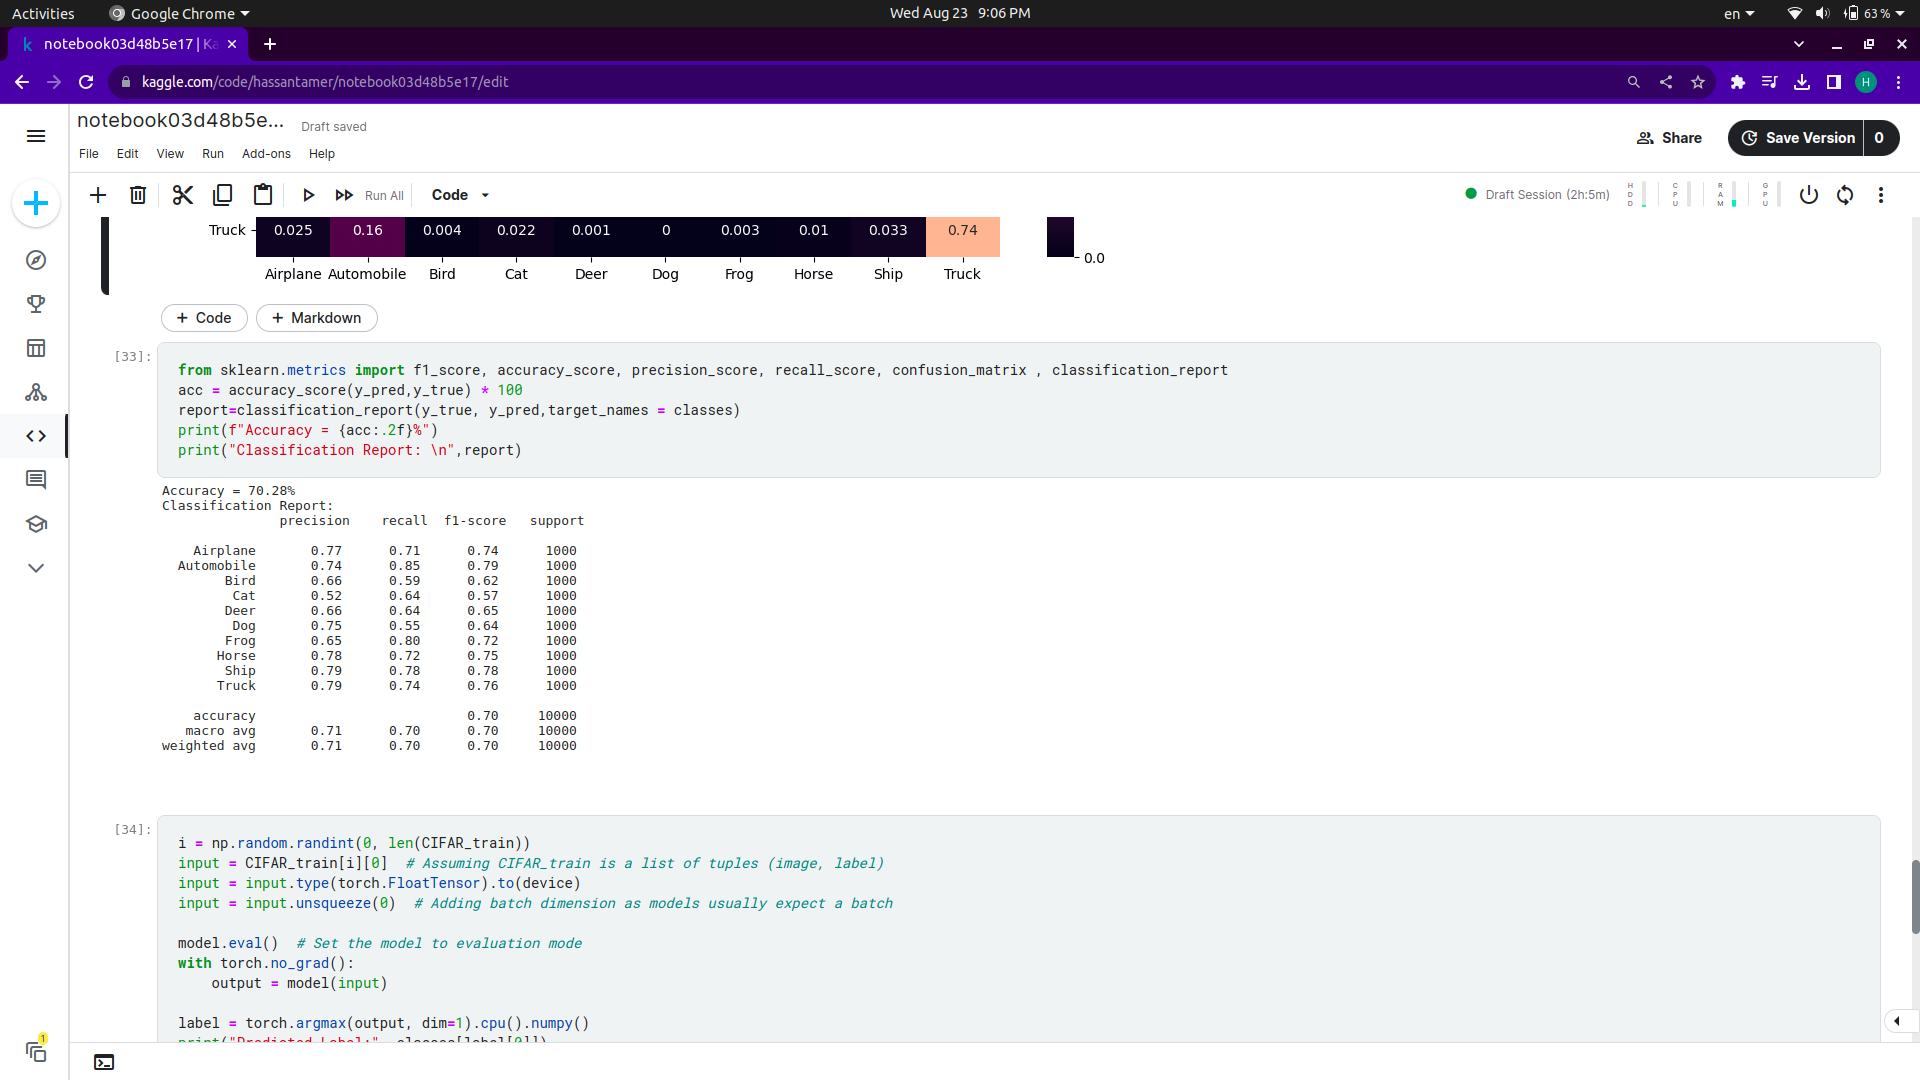 Activities Google Chrome Wed Aug 23 9:06 PM en 63 %
notebook03d48b5e17 | Ka
kaggle.com/code/hassantamer/notebook03d48b5e17/edit H
notebook03d48b5e... Draft saved
Share Save Version 0
File Edit View Run Add-ons Help
Run All Code Draft Session (2h:5m) HDD CPU RAM GPU
Truck 0.025 0.16 0.004 0.022 0.001 0 0.003 0.01 0.033 0.74
0.0
Airplane Automobile Bird Cat Deer Dog Frog Horse Ship Truck
+ Code + Markdown
[33]:
from sklearn.metrics import f1_score, accuracy_score, precision_score, recall_score, confusion_matrix , classification_report
acc = accuracy_score(y_pred,y_true) * 100
report=classification_report(y_true, y_pred,target_names = classes)
print(f"Accuracy = {acc:.2f}%")
print("Classification Report: \n",report)
Accuracy = 70.28%
Classification Report:
precision recall f1-score support
Airplane 0.77 0.71 0.74 1000
Automobile 0.74 0.85 0.79 1000
Bird 0.66 0.59 0.62 1000
Cat 0.52 0.64 0.57 1000
Deer 0.66 0.64 0.65 1000
Dog 0.75 0.55 0.64 1000
Frog 0.65 0.80 0.72 1000
Horse 0.78 0.72 0.75 1000
Ship 0.79 0.78 0.78 1000
Truck 0.79 0.74 0.76 1000
accuracy 0.70 10000
macro avg 0.71 0.70 0.70 10000
weighted avg 0.71 0.70 0.70 10000
[34]:
i = np.random.randint(0, len(CIFAR_train))
input = CIFAR_train[i][0] # Assuming CIFAR_train is a list of tuples (image, label)
input = input.type(torch.FloatTensor).to(device)
input = input.unsqueeze(0) # Adding batch dimension as models usually expect a batch
model.eval() # Set the model to evaluation mode
with torch.no_grad():
output = model(input)
label = torch.argmax(output, dim=1).cpu().numpy()
print("Predicted Label:", classes[label[0]])
1